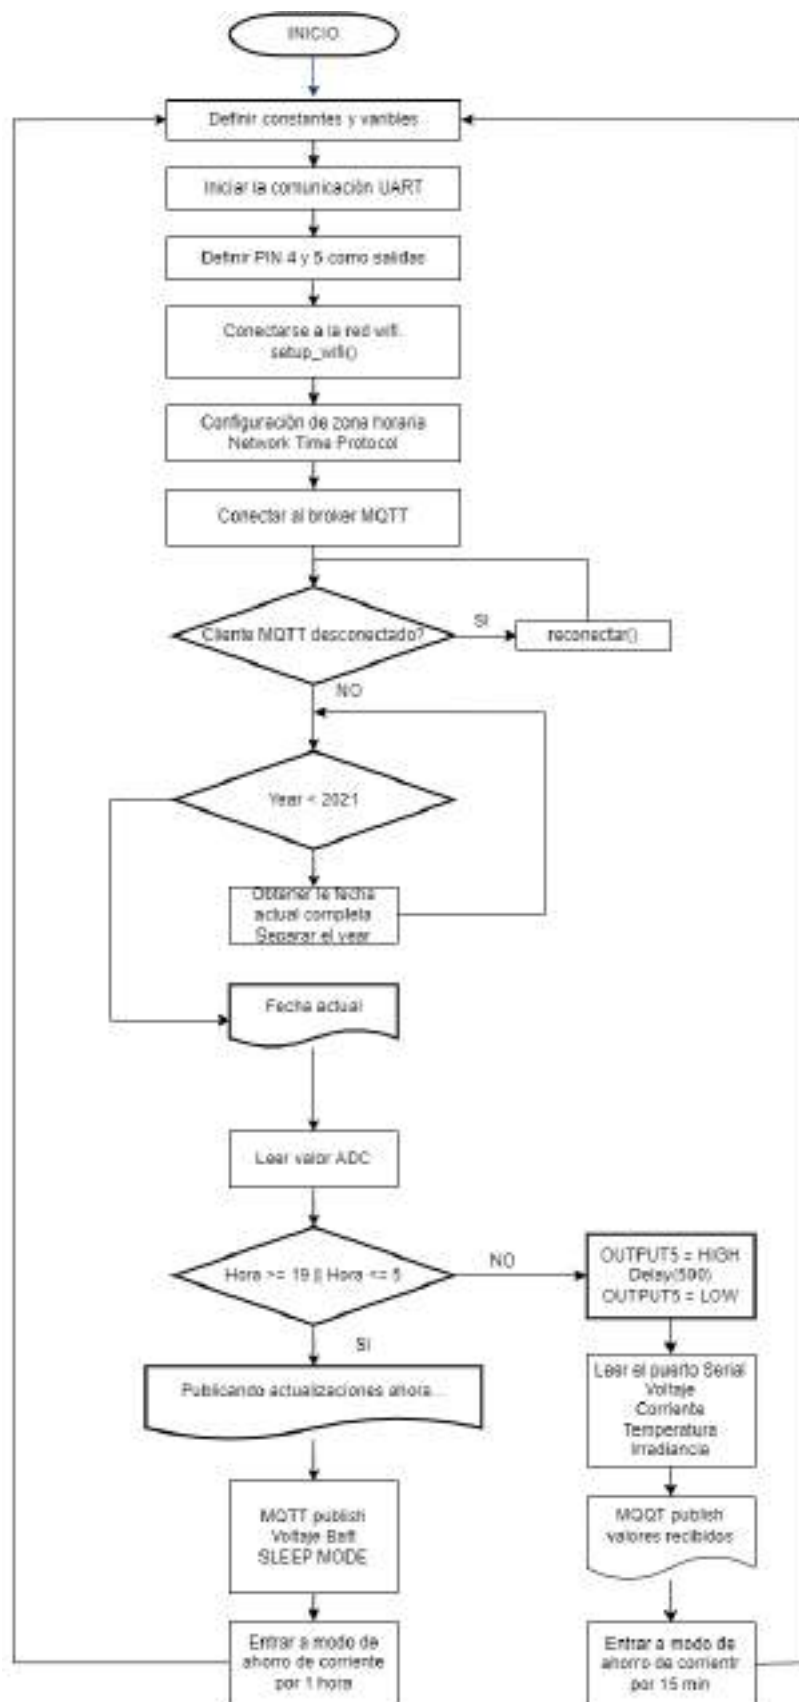 INICIO
Definir constantes y varibles
Iniciar la comunicación UART
Definir PIN 4 y 5 como salidas
Conectarse a la red wifi.
setup_wifi()
Configuración de zona horaria
Network Time Protocol
Conectar al broker MQTT
Cliente MQTT desconectado?
SI
reconectar()
NO
Year < 2021
Obtener le fecha
actual completa
Separar el year
Fecha actual
Leer valor ADC
Hora >= 19 || Hora <= 5
NO
OUTPUT5 = HIGH
Delay(500)
OUTPUT5 = LOW
SI
Publicando actualizaciones ahora...
Leer el puerto Serial
Voltaje
Corriente
Temperatura
Irradiancia
MQTT publish
Voltaje Batt
SLEEP MODE
MQQT publish
valores recibidos
Entrar a modo de
ahorro de corriente
por 1 hora
Entrar a modo de
ahorro de corrientr
por 15 min